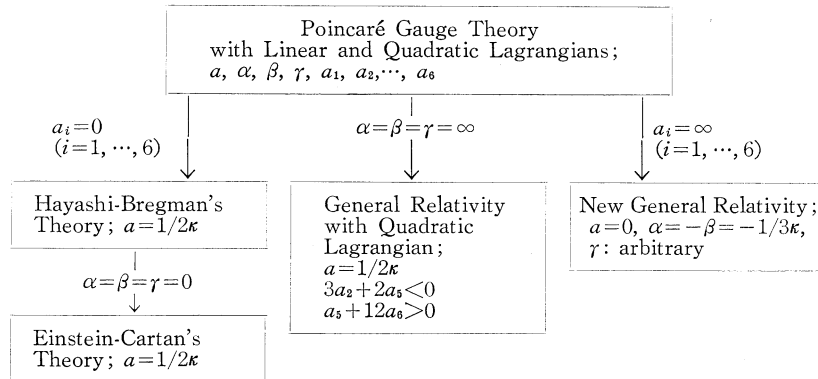 Poincaré Gauge Theory
with Linear and Quadratic Lagrangians;
a, α, β, γ, a₁, a₂,⋯, a₆
aᵢ=0
(i=1, ⋯, 6)
α=β=γ=∞
aᵢ=∞
(i=1, ⋯, 6)
Hayashi-Bregman's
Theory; a=1/2κ
α=β=γ=0
Einstein-Cartan's
Theory; a=1/2κ
General Relativity
with Quadratic
Lagrangian;
a=1/2κ
3a₂+2a₅<0
a₅+12a₆>0
New General Relativity;
a=0, α=−β=−1/3κ,
γ: arbitrary